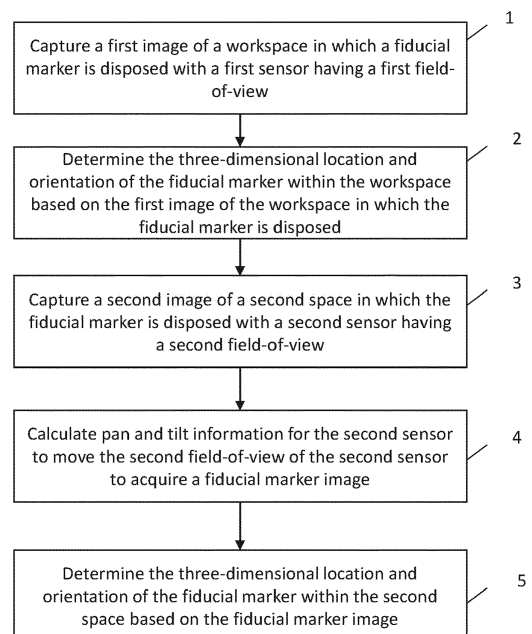 1
Capture a first image of a workspace in which a fiducial
marker is disposed with a first sensor having a first field-
of-view
2
Determine the three-dimensional location and
orientation of the fiducial marker within the workspace
based on the first image of the workspace in which the
fiducial marker is disposed
3
Capture a second image of a second space in which the
fiducial marker is disposed with a second sensor having
a second field-of-view
4
Calculate pan and tilt information for the second sensor
to move the second field-of-view of the second sensor
to acquire a fiducial marker image
5
Determine the three-dimensional location and
orientation of the fiducial marker within the second
space based on the fiducial marker image